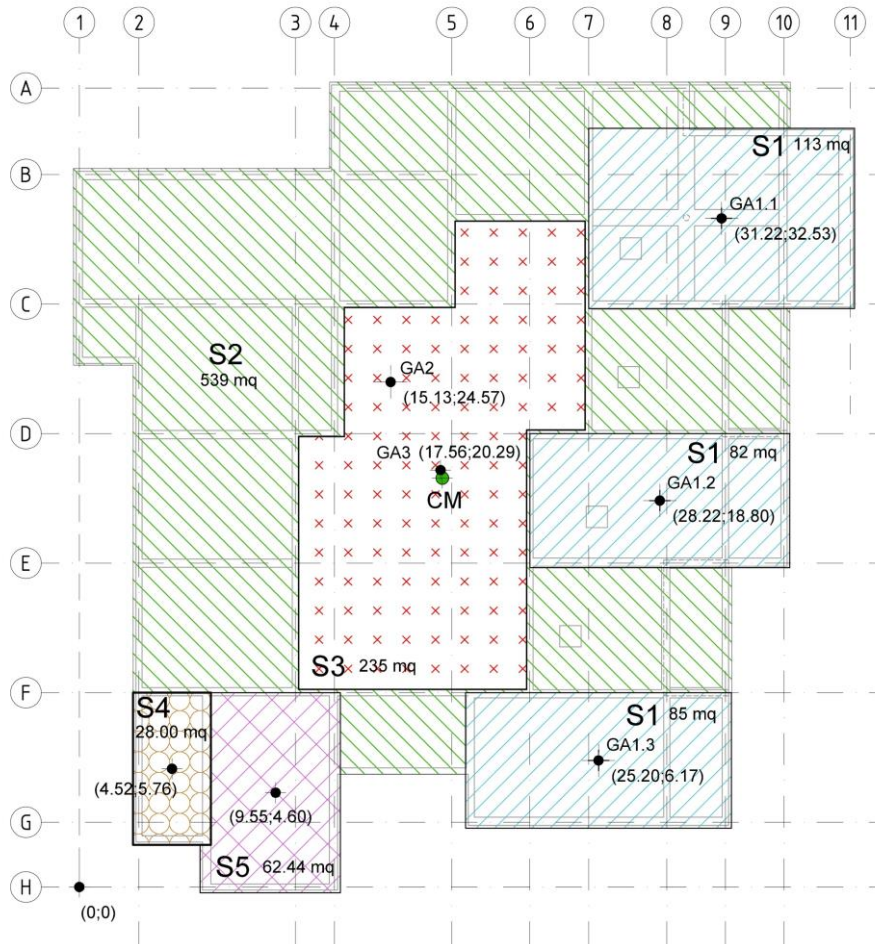 1 2 3 4 5 6 7 8 9 10 11
A
S1 113 mq
B
GA1.1
(31.22;32.53)
C
S2
539 mq
GA2
(15.13;24.57)
D
GA3 (17.56;20.29)
S1 82 mq
GA1.2
CM
(28.22;18.80)
E
S3 235 mq
F
S4
28.00 mq
S1 85 mq
GA1.3
(4.52;5.76)
(25.20;6.17)
(9.55;4.60)
G
S5 62.44 mq
H
(0;0)